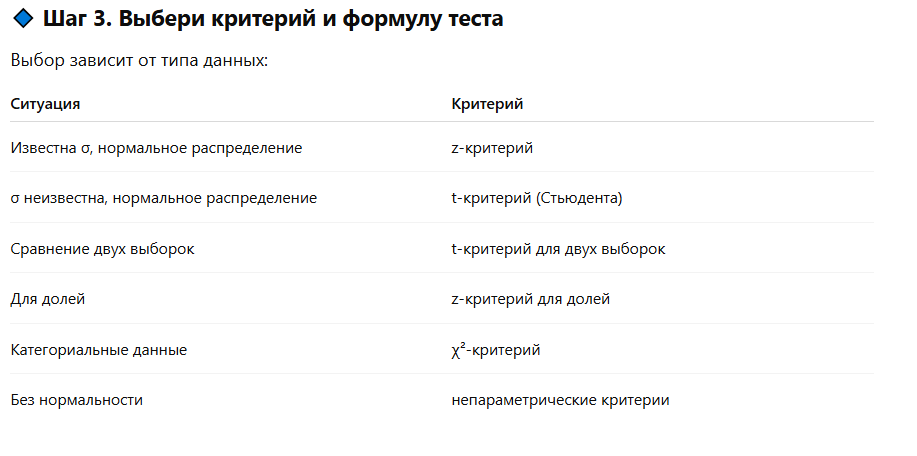 Шаг 3. Выбери критерий и формулу теста
Выбор зависит от типа данных:
Ситуация Критерий
Известна σ, нормальное распределение z-критерий
σ неизвестна, нормальное распределение t-критерий (Стьюдента)
Сравнение двух выборок t-критерий для двух выборок
Для долей z-критерий для долей
Категориальные данные χ²-критерий
Без нормальности непараметрические критерии